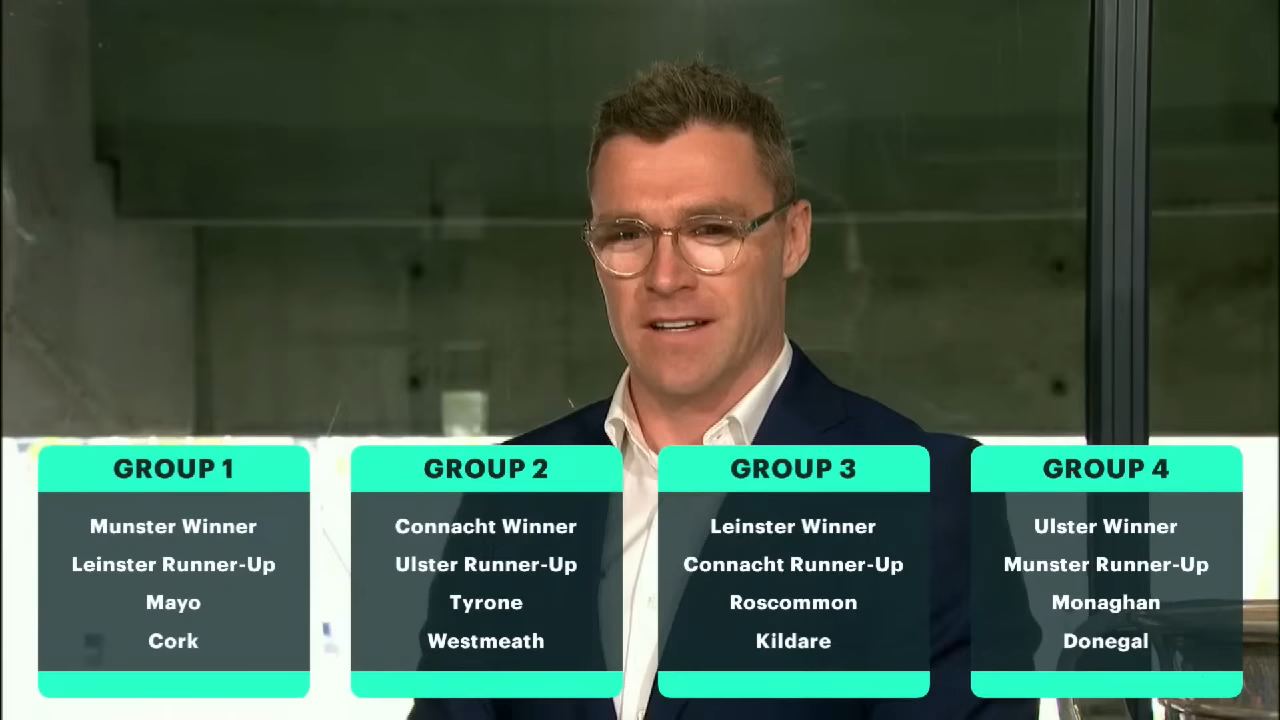 GROUP 1
Munster Winner
Leinster Runner-Up
Mayo
Cork
GROUP 2
Connacht Winner
Ulster Runner-Up
Tyrone
Westmeath
GROUP 3
Leinster Winner
Connacht Runner-Up
Roscommon
Kildare
GROUP 4
Ulster Winner
Munster Runner-Up
Monaghan
Donegal